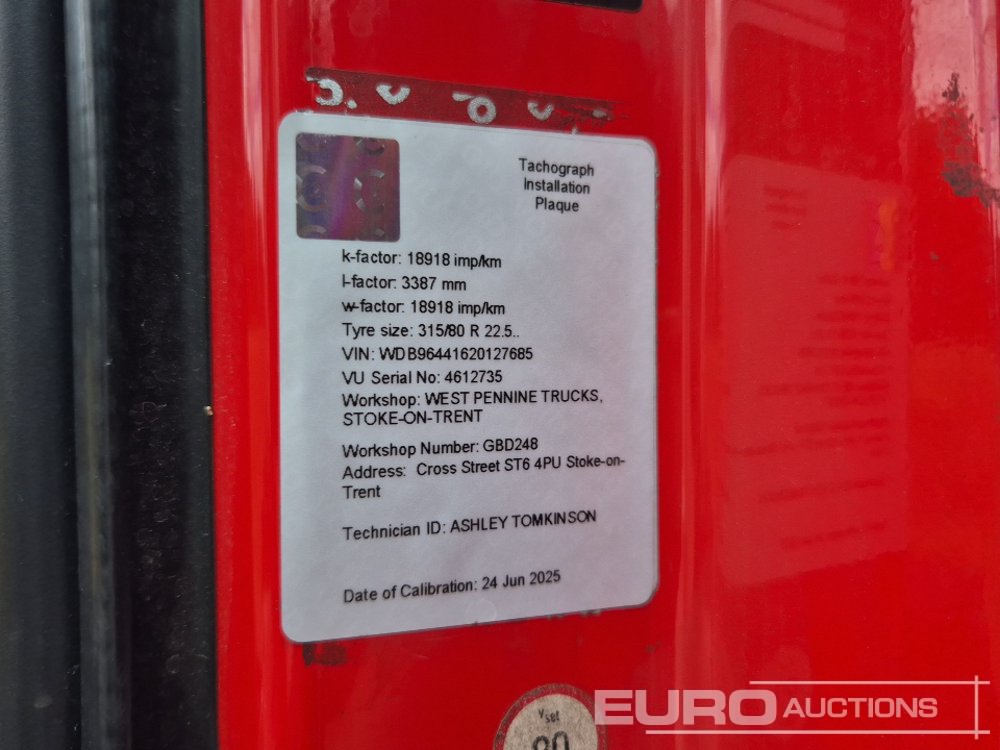 Tachograph
Installation
Plaque
k-factor: 18918 imp/km
l-factor: 3387 mm
w-factor: 18918 imp/km
Tyre size: 315/80 R 22.5..
VIN: WDB96441620127685
VU Serial No: 4612735
Workshop: WEST PENNINE TRUCKS,
STOKE-ON-TRENT
Workshop Number: GBD248
Address: Cross Street ST6 4PU Stoke-on-
Trent
Technician ID: ASHLEY TOMKINSON
Date of Calibration: 24 Jun 2025
Vset
90
EURO AUCTIONS